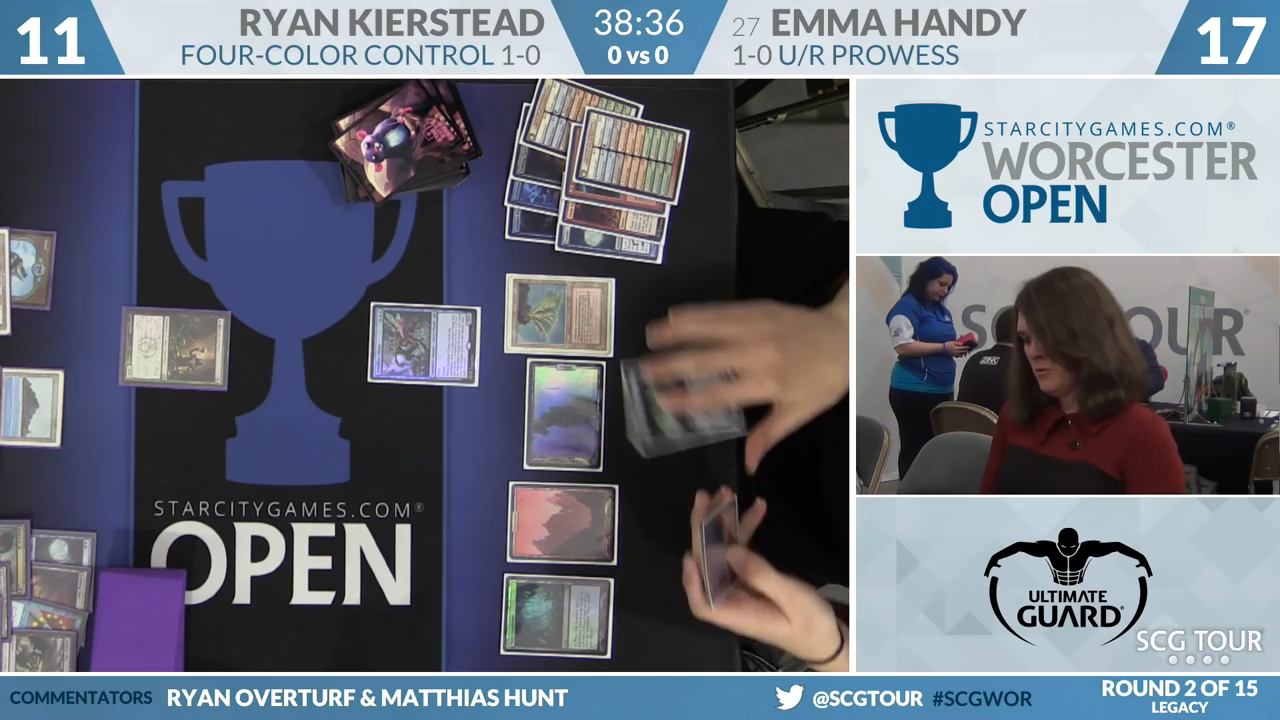 11
RYAN KIERSTEAD
FOUR-COLOR CONTROL 1-0
38:36
0 vs 0
27 EMMA HANDY
1-0 U/R PROWESS
17
STARCITYGAMES.COM®
WORCESTER
OPEN
STARCITYGAMES.COM®
OPEN
SCG TOUR®
ULTIMATE
GUARD
SCG TOUR
COMMENTATORS RYAN OVERTURF & MATTHIAS HUNT
@SCGTOUR #SCGWOR
ROUND 2 OF 15
LEGACY